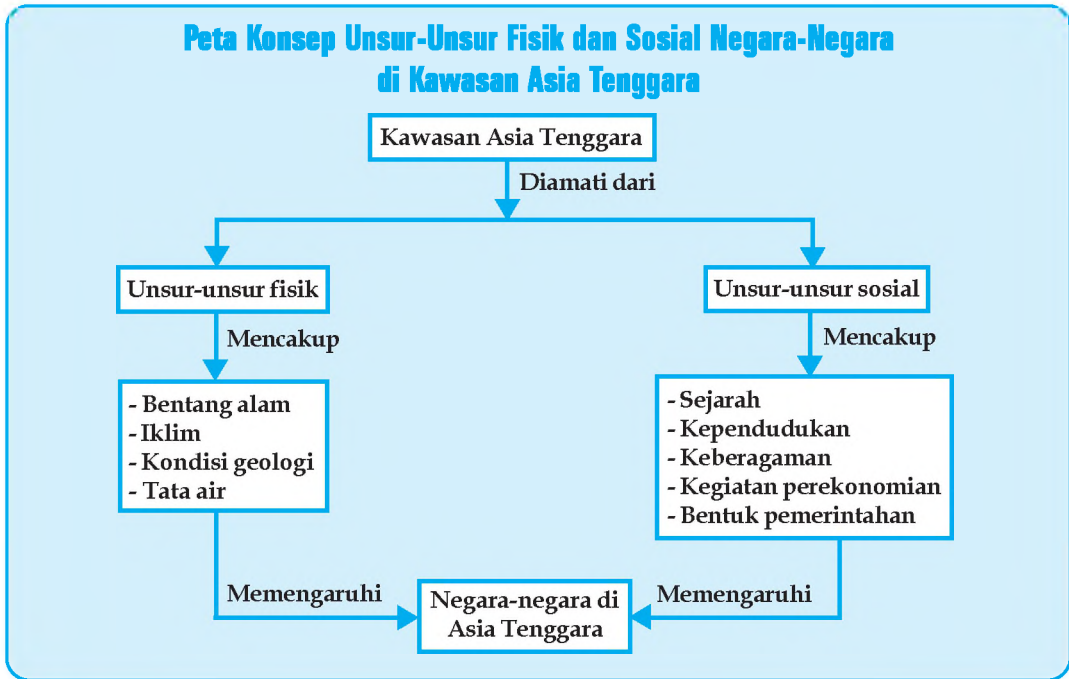 Peta Konsep Unsur-Unsur Fisik dan Sosial Negara-Negara
di Kawasan Asia Tenggara
Kawasan Asia Tenggara
Diamati dari
Unsur-unsur fisik
Unsur-unsur sosial
Mencakup
Mencakup
- Bentang alam
- Iklim
- Kondisi geologi
- Tata air
- Sejarah
- Kependudukan
- Keberagaman
- Kegiatan perekonomian
- Bentuk pemerintahan
Memengaruhi
Negara-negara di
Asia Tenggara
Memengaruhi